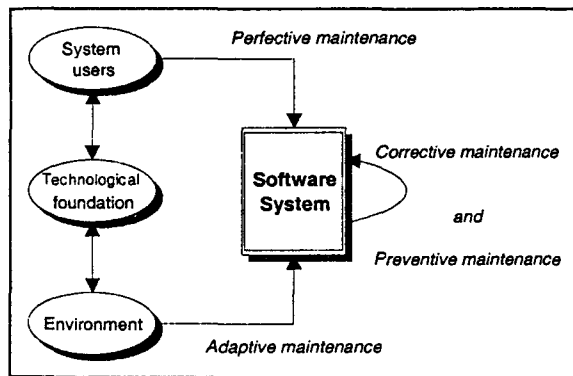 System
users
Perfective maintenance
Technological
foundation
Software
System
Corrective maintenance
and
Preventive maintenance
Environment
Adaptive maintenance